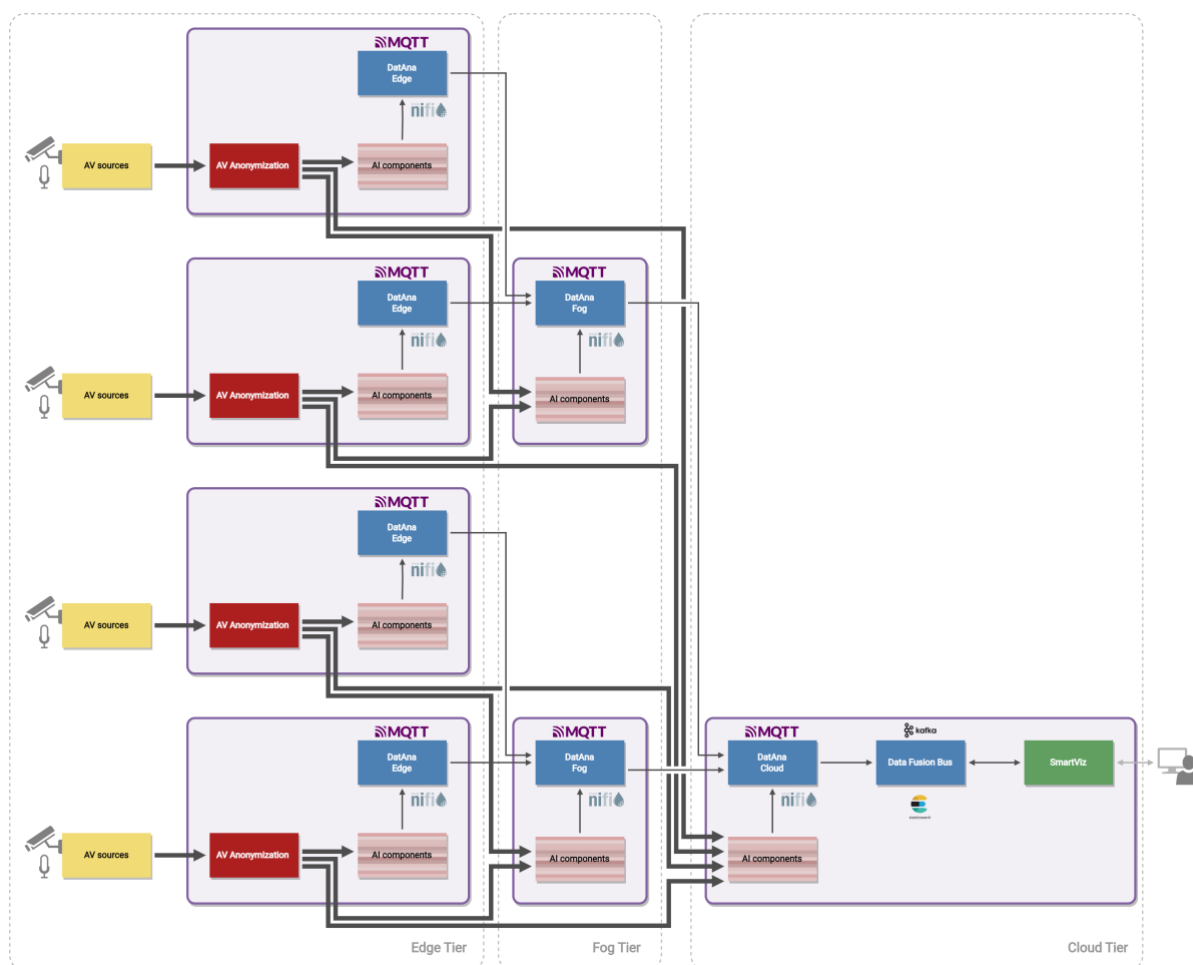 MQTT
DatAna
Edge
nifi
AV sources
AV Anonymization
AI components
MQTT
DatAna
Edge
nifi
AV sources
AV Anonymization
AI components
MQTT
DatAna
Fog
nifi
AI components
MQTT
DatAna
Edge
nifi
AV sources
AV Anonymization
AI components
MQTT
DatAna
Edge
nifi
AV sources
AV Anonymization
AI components
MQTT
DatAna
Fog
nifi
AI components
MQTT
DatAna
Cloud
nifi
AI components
kafka
Data Fusion Bus
SmartViz
Edge Tier
Fog Tier
Cloud Tier